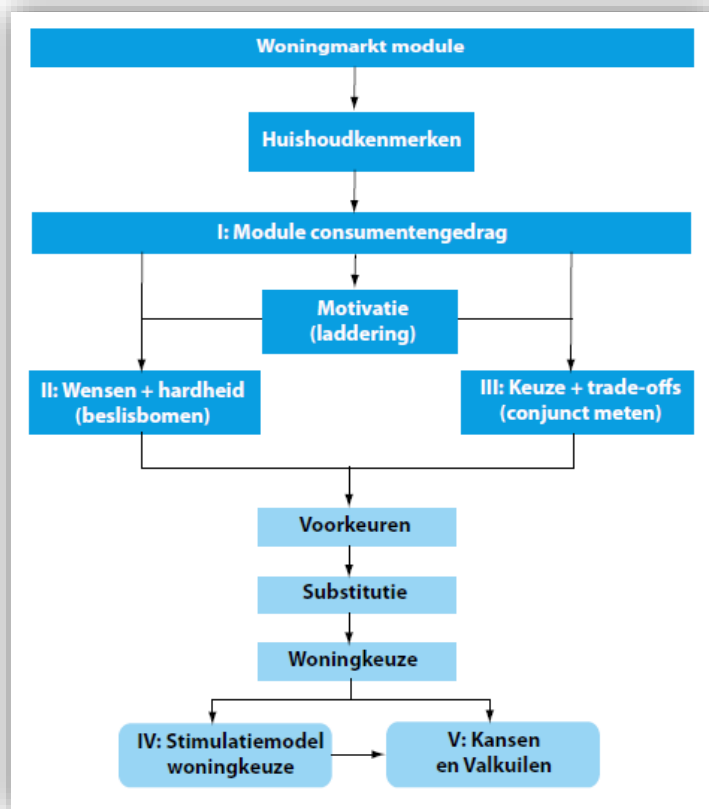 Woningmarkt module
Huishoudkenmerken
I: Module consumentengedrag
Motivatie
(laddering)
II: Wensen + hardheid
(beslisbomen)
III: Keuze + trade-offs
(conjunct meten)
Voorkeuren
Substitutie
Woningkeuze
IV: Stimulatiemodel
woningkeuze
V: Kansen
en Valkuilen